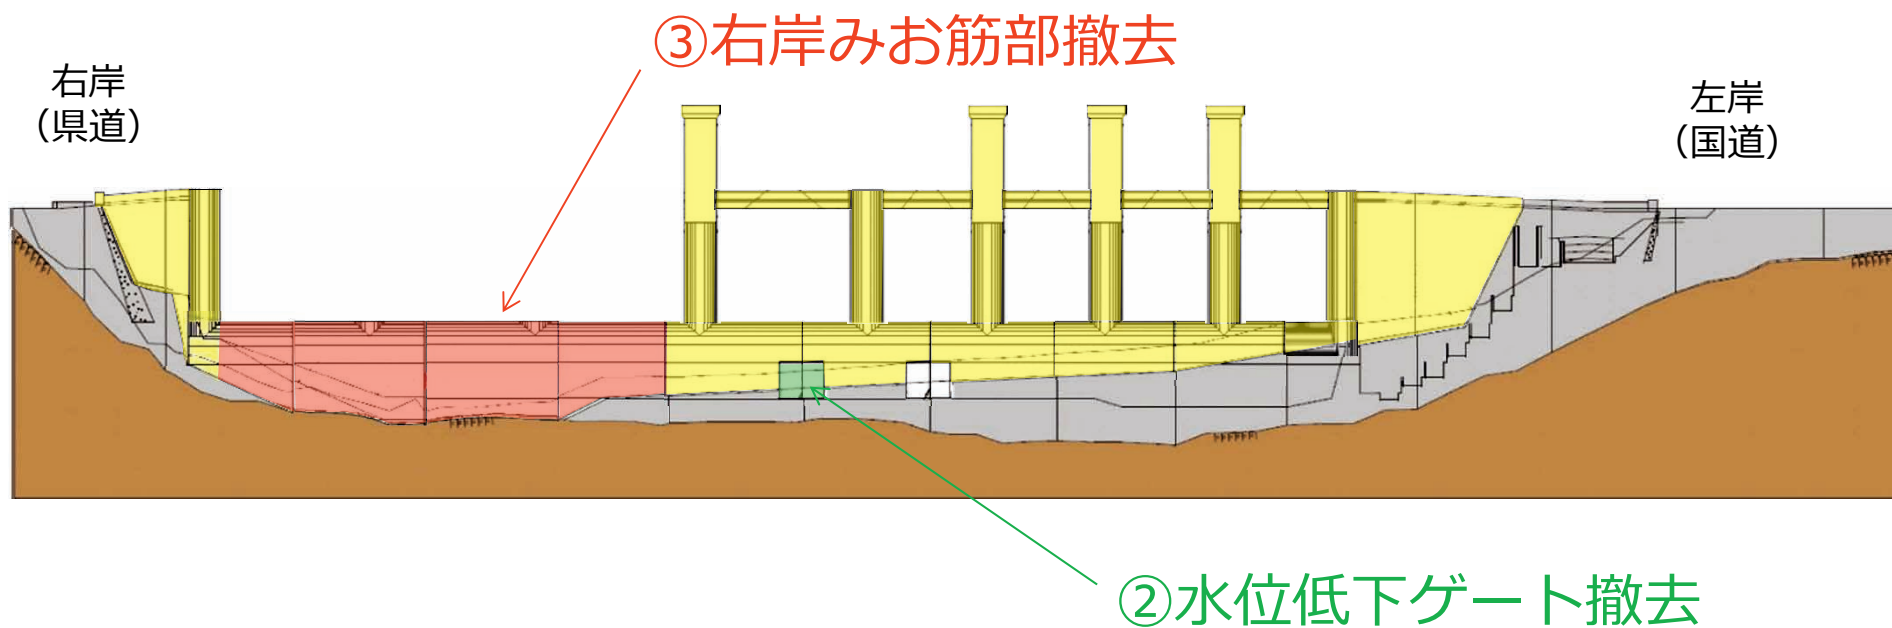 ③右岸みお筋部撤去
右岸
（県道）
左岸
（国道）
②水位低下ゲート撤去